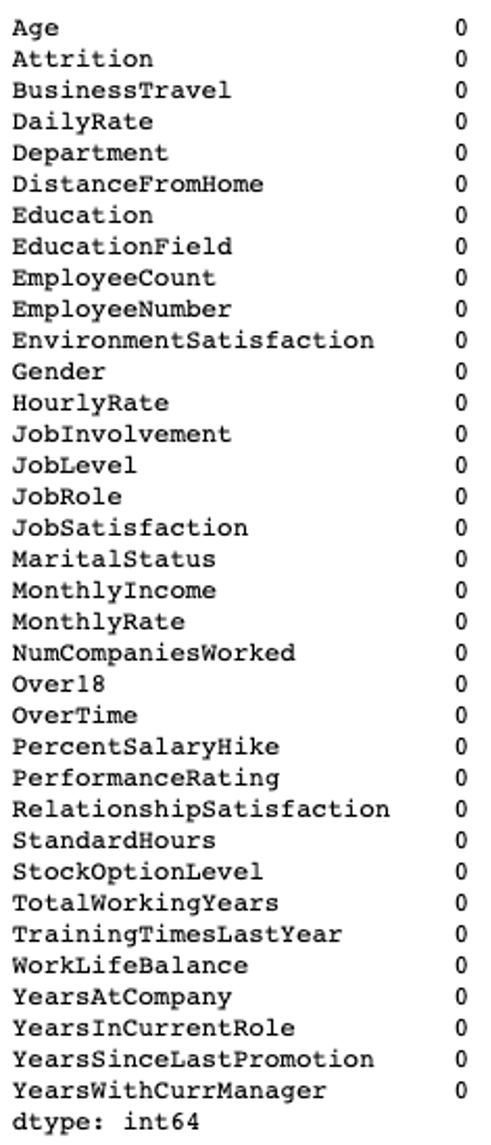 Age 0
Attrition 0
BusinessTravel 0
DailyRate 0
Department 0
DistanceFromHome 0
Education 0
EducationField 0
EmployeeCount 0
EmployeeNumber 0
EnvironmentSatisfaction 0
Gender 0
HourlyRate 0
JobInvolvement 0
JobLevel 0
JobRole 0
JobSatisfaction 0
MaritalStatus 0
MonthlyIncome 0
MonthlyRate 0
NumCompaniesWorked 0
Over18 0
OverTime 0
PercentSalaryHike 0
PerformanceRating 0
RelationshipSatisfaction 0
StandardHours 0
StockOptionLevel 0
TotalWorkingYears 0
TrainingTimesLastYear 0
WorkLifeBalance 0
YearsAtCompany 0
YearsInCurrentRole 0
YearsSinceLastPromotion 0
YearsWithCurrManager 0
dtype: int64